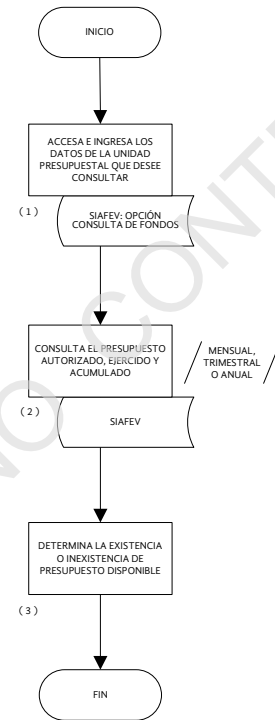 INICIO
ACCESA E INGRESA LOS
DATOS DE LA UNIDAD
PRESUPUESTAL QUE DESEE
CONSULTAR
(1)
SIAFEV: OPCIÓN
CONSULTA DE FONDOS
CONSULTA EL PRESUPUESTO
AUTORIZADO, EJERCIDO Y
ACUMULADO
MENSUAL,
TRIMESTRAL
O ANUAL
(2)
SIAFEV
DETERMINA LA EXISTENCIA
O INEXISTENCIA DE
PRESUPUESTO DISPONIBLE
(3)
FIN
NO CONT